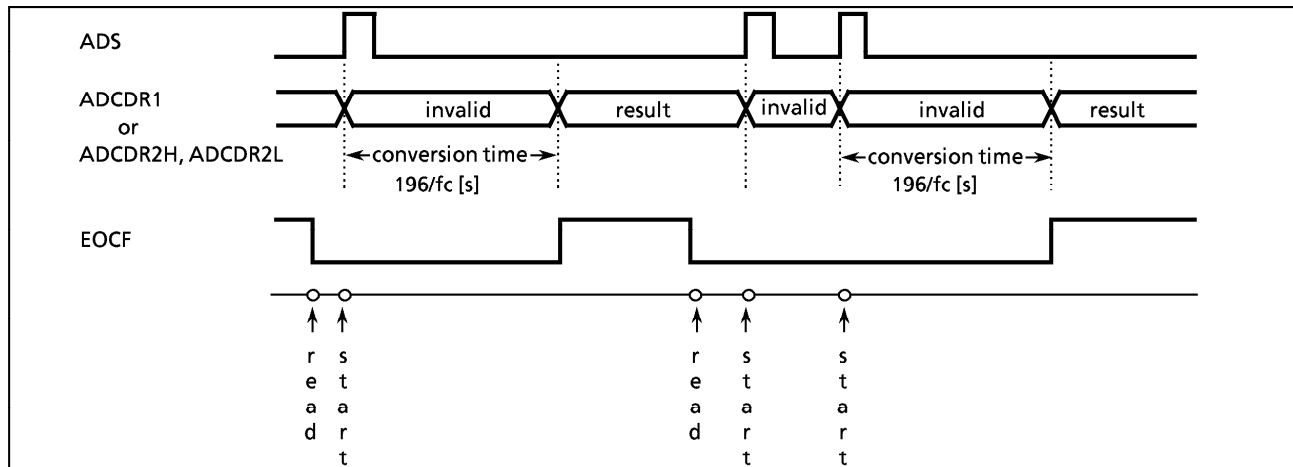 ADS
ADCDR1
or
ADCDR2H, ADCDR2L
invalid
result
invalid
invalid
result
conversion time
196/fc [s]
conversion time
196/fc [s]
EOCF
read
start
read
start
start